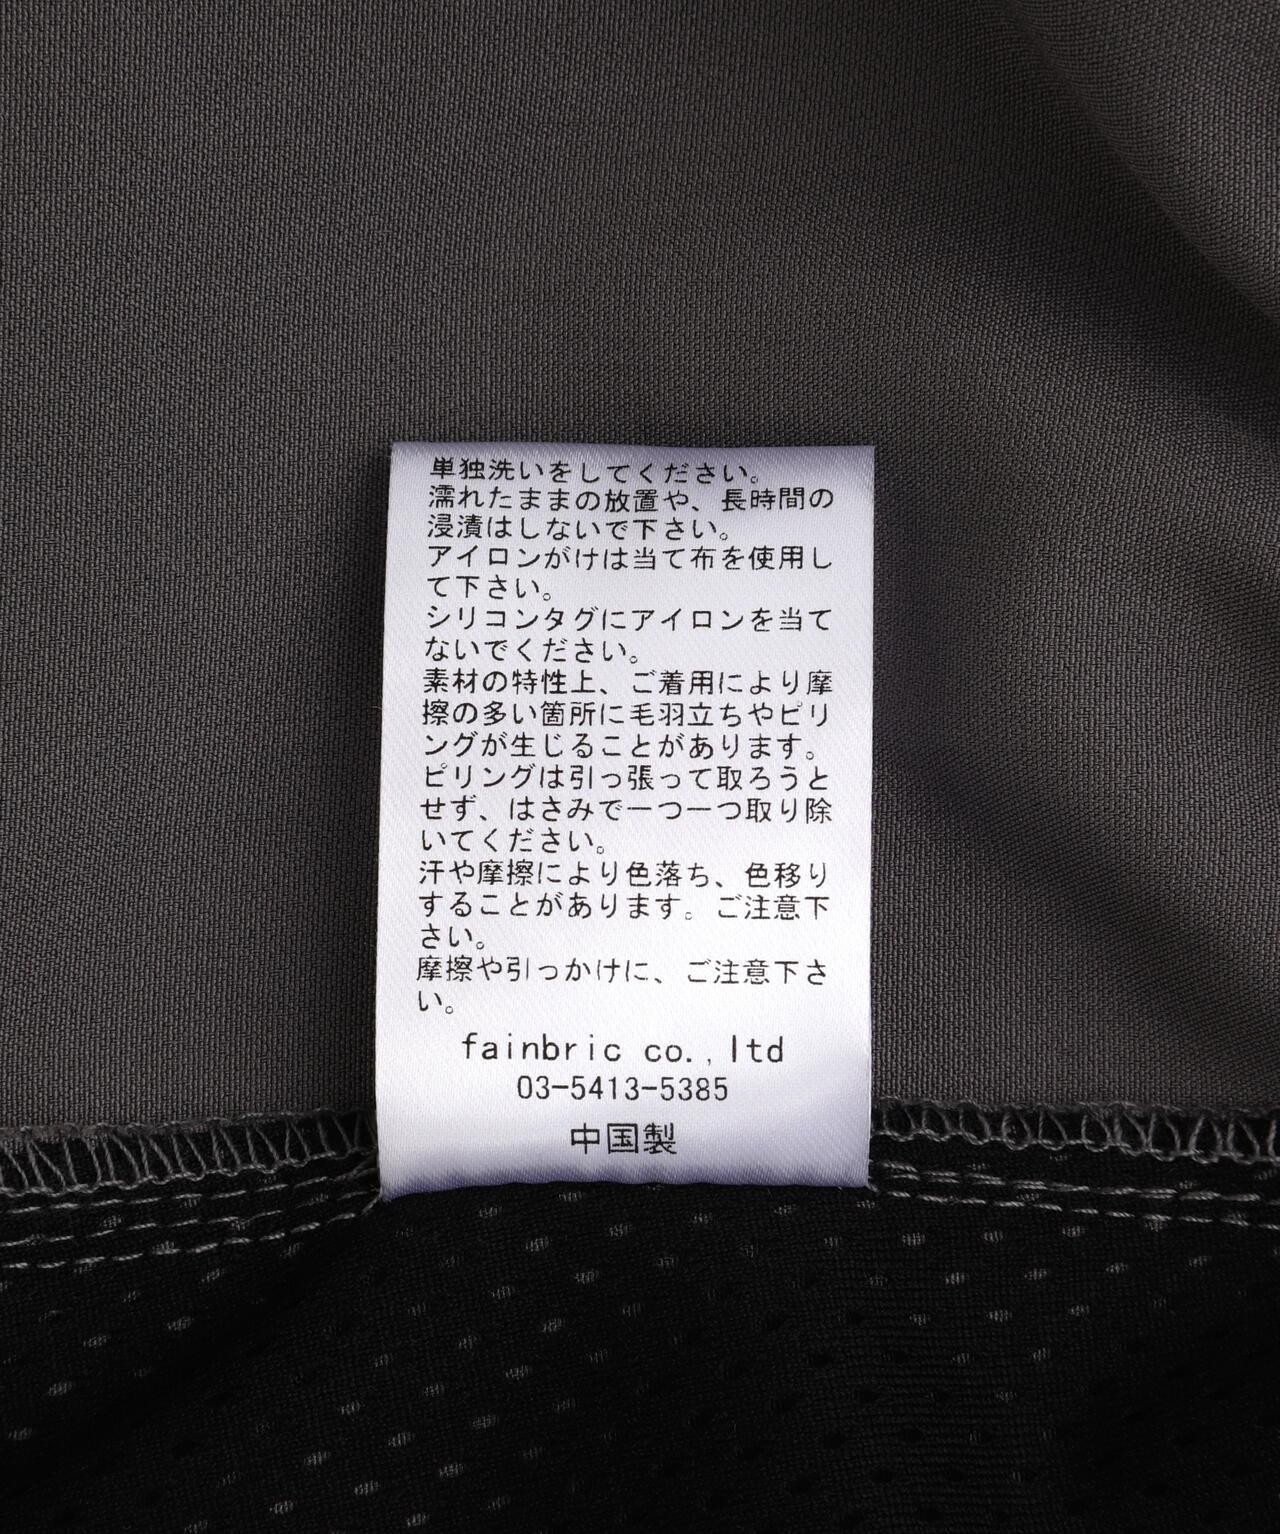 単独洗いをしてください。
濡れたままの放置や、長時間の
浸漬はしないで下さい。
アイロンがけは当て布を使用し
て下さい。
シリコンタグにアイロンを当て
ないでください。
素材の特性上、ご着用により摩
擦の多い箇所に毛羽立ちやピリ
ングが生じることがあります。
ピリングは引っ張って取ろうと
せず、はさみで一つ一つ取り除
いてください。
汗や摩擦により色落ち、色移り
することがあります。ご注意下
さい。
摩擦や引っかけに、ご注意下さ
い。
fainbric co.,ltd
03-5413-5385
中国製